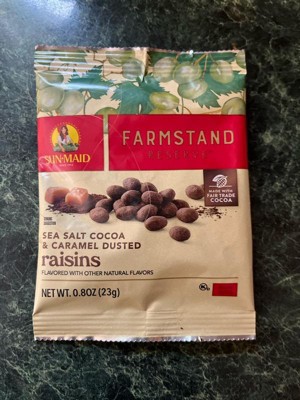 SUN-MAID
FARMSTAND
RESERVE
MADE WITH
FAIR TRADE
COCOA
SEA SALT COCOA
& CARAMEL DUSTED
raisins
FLAVORED WITH OTHER NATURAL FLAVORS
NET WT. 0.8OZ (23g)